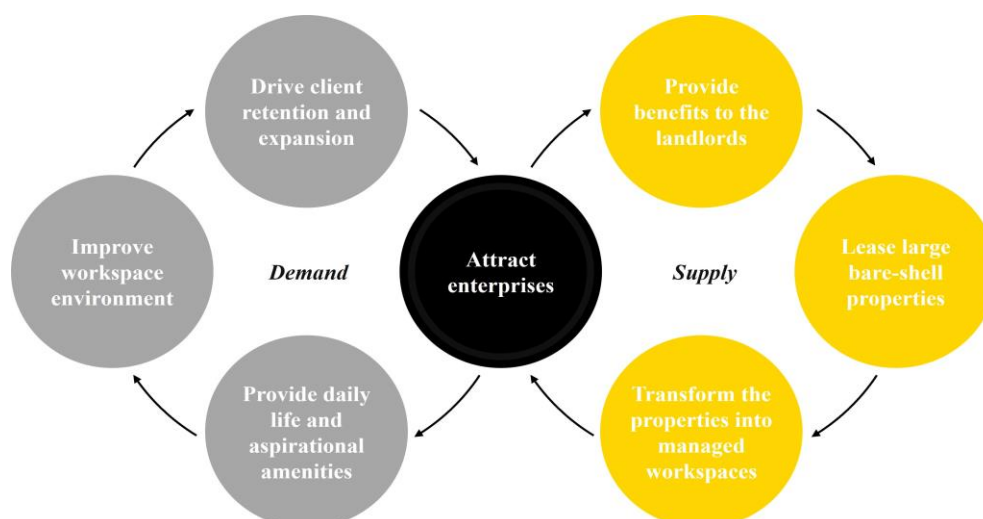 Drive client
retention and
expansion
Provide
benefits to the
landlords
Improve
workspace
environment
Demand
Attract
enterprises
Supply
Lease large
bare-shell
properties
Provide daily
life and
aspirational
amenities
Transform the
properties into
managed
workspaces